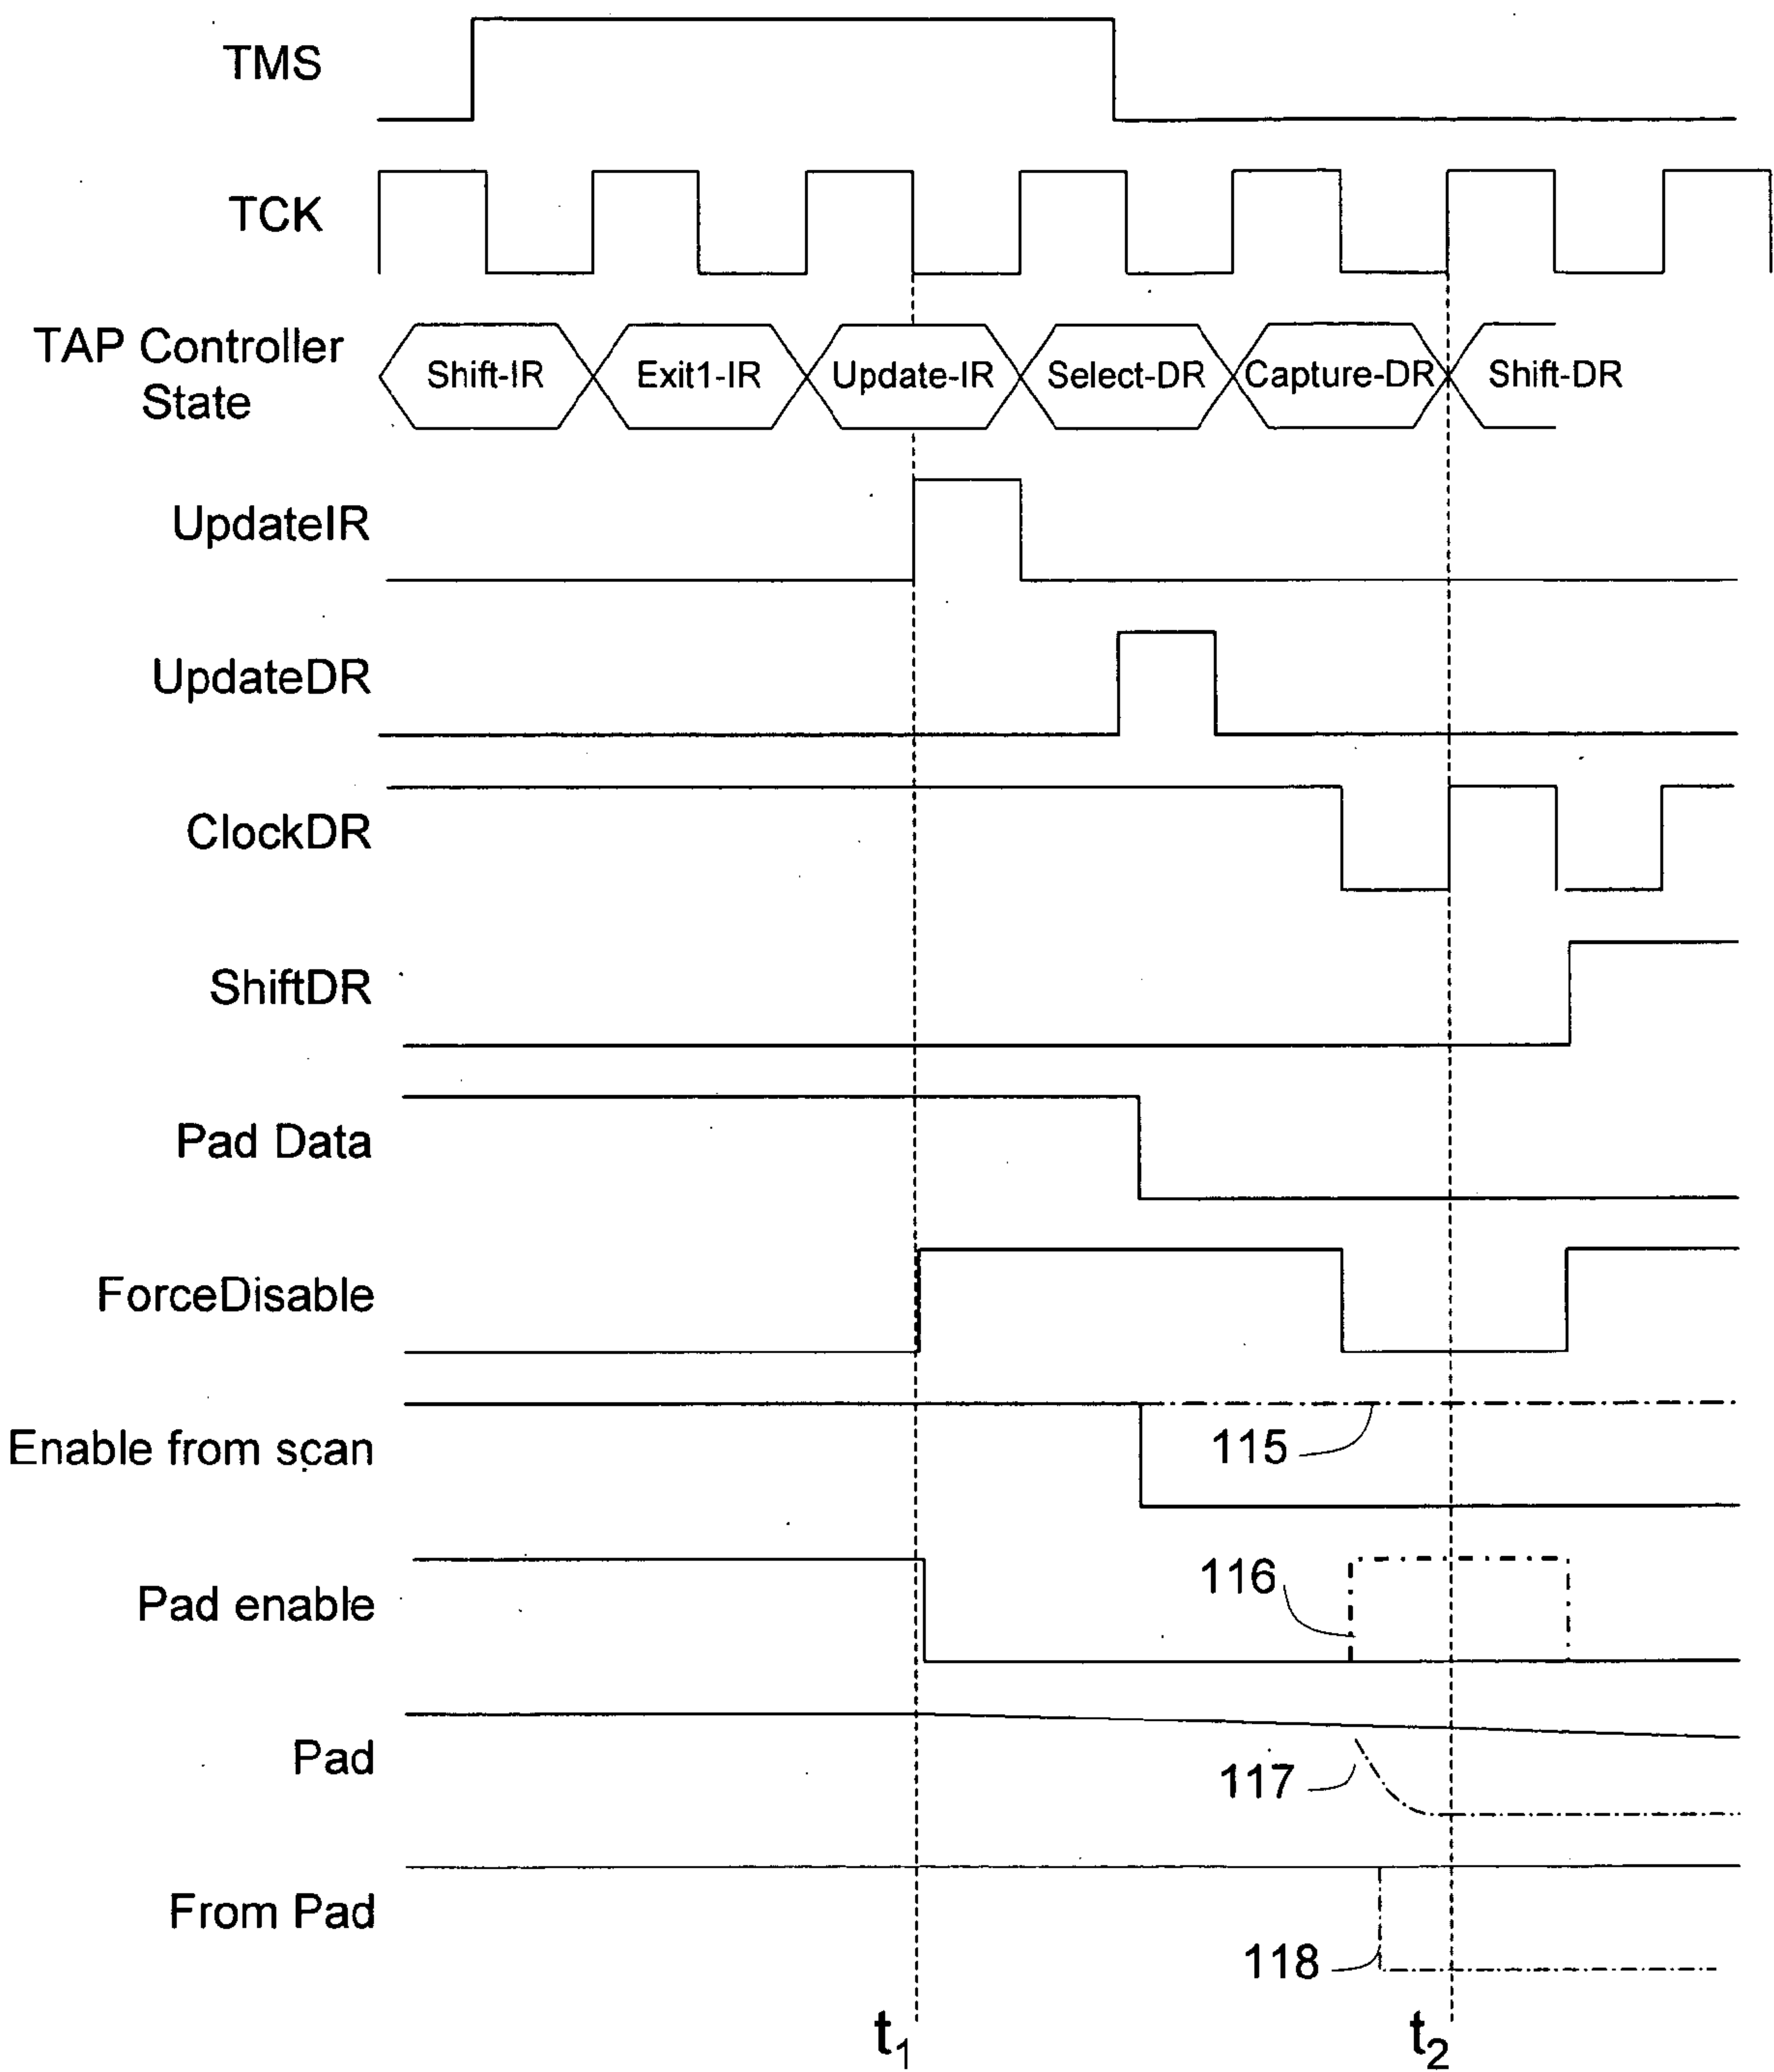 TMS
TCK
TAP Controller
State
Shift-IR
Exit1-IR
Update-IR
Select-DR
Capture-DR
Shift-DR
UpdateIR
UpdateDR
ClockDR
ShiftDR
Pad Data
ForceDisable
Enable from scan
115
Pad enable
116
Pad
117
From Pad
118
t1
t2